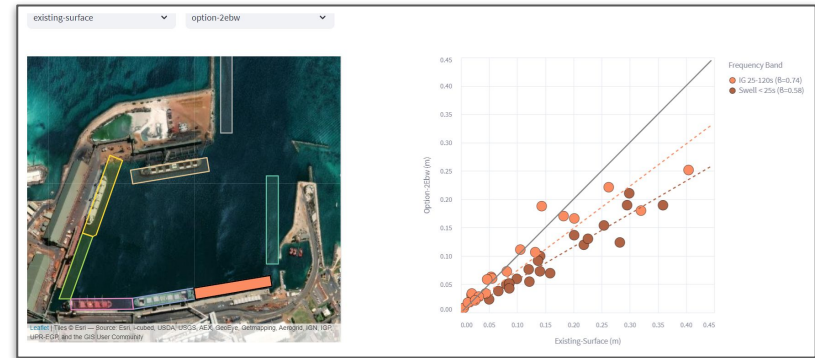 existing-surface
option-2ebw
Leaflet | Tiles © Esri — Source: Esri, i-cubed, USDA, USGS, AEX, GeoEye, Getmapping, Aerogrid, IGN, IGP,
UPR-EGP, and the GIS User Community
Option-2Ebw (m)
0.45
0.40
0.35
0.30
0.25
0.20
0.15
0.10
0.05
0.00
0.00 0.05 0.10 0.15 0.20 0.25 0.30 0.35 0.40 0.45
Existing-Surface (m)
Frequency Band
IG 25-120s (β=0.74)
Swell < 25s (β=0.58)